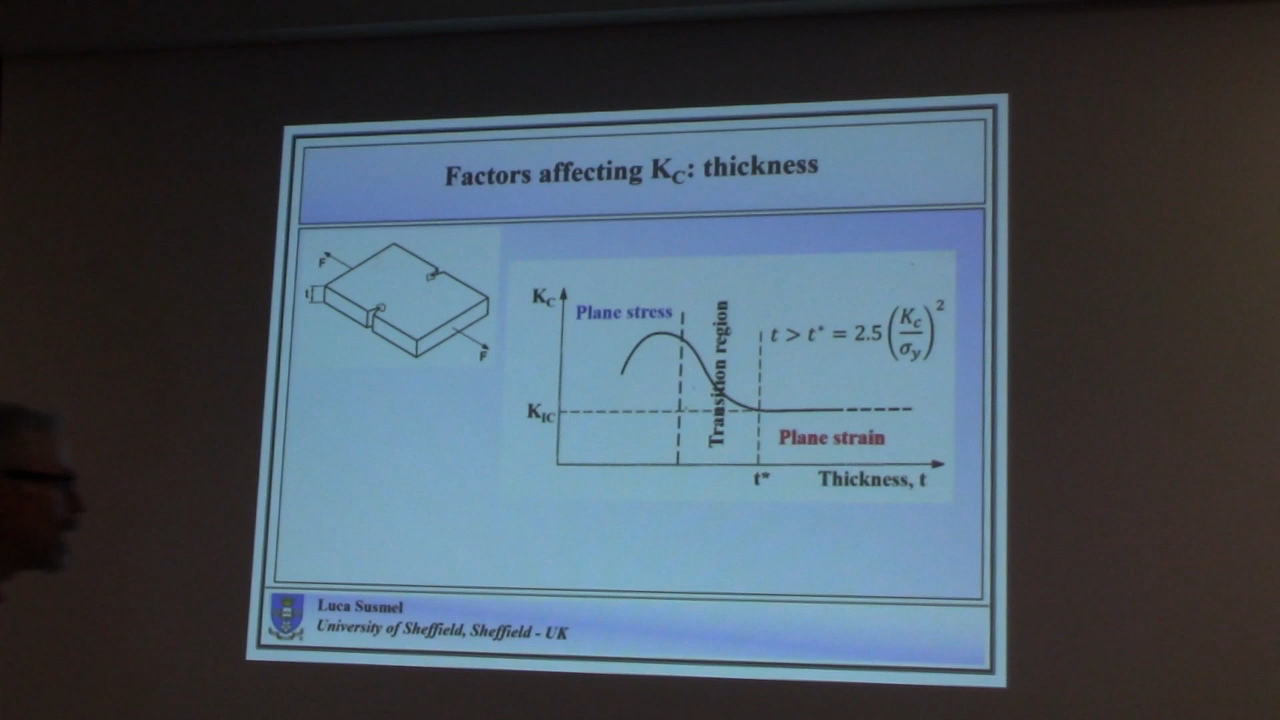 Factors affecting K_C: thickness
F
t
F
K_C
Plane stress
Transition region
t > t* = 2.5 (K_c/σ_y)^2
K_IC
Plane strain
t*
Thickness, t
Luca Susmel
University of Sheffield, Sheffield - UK